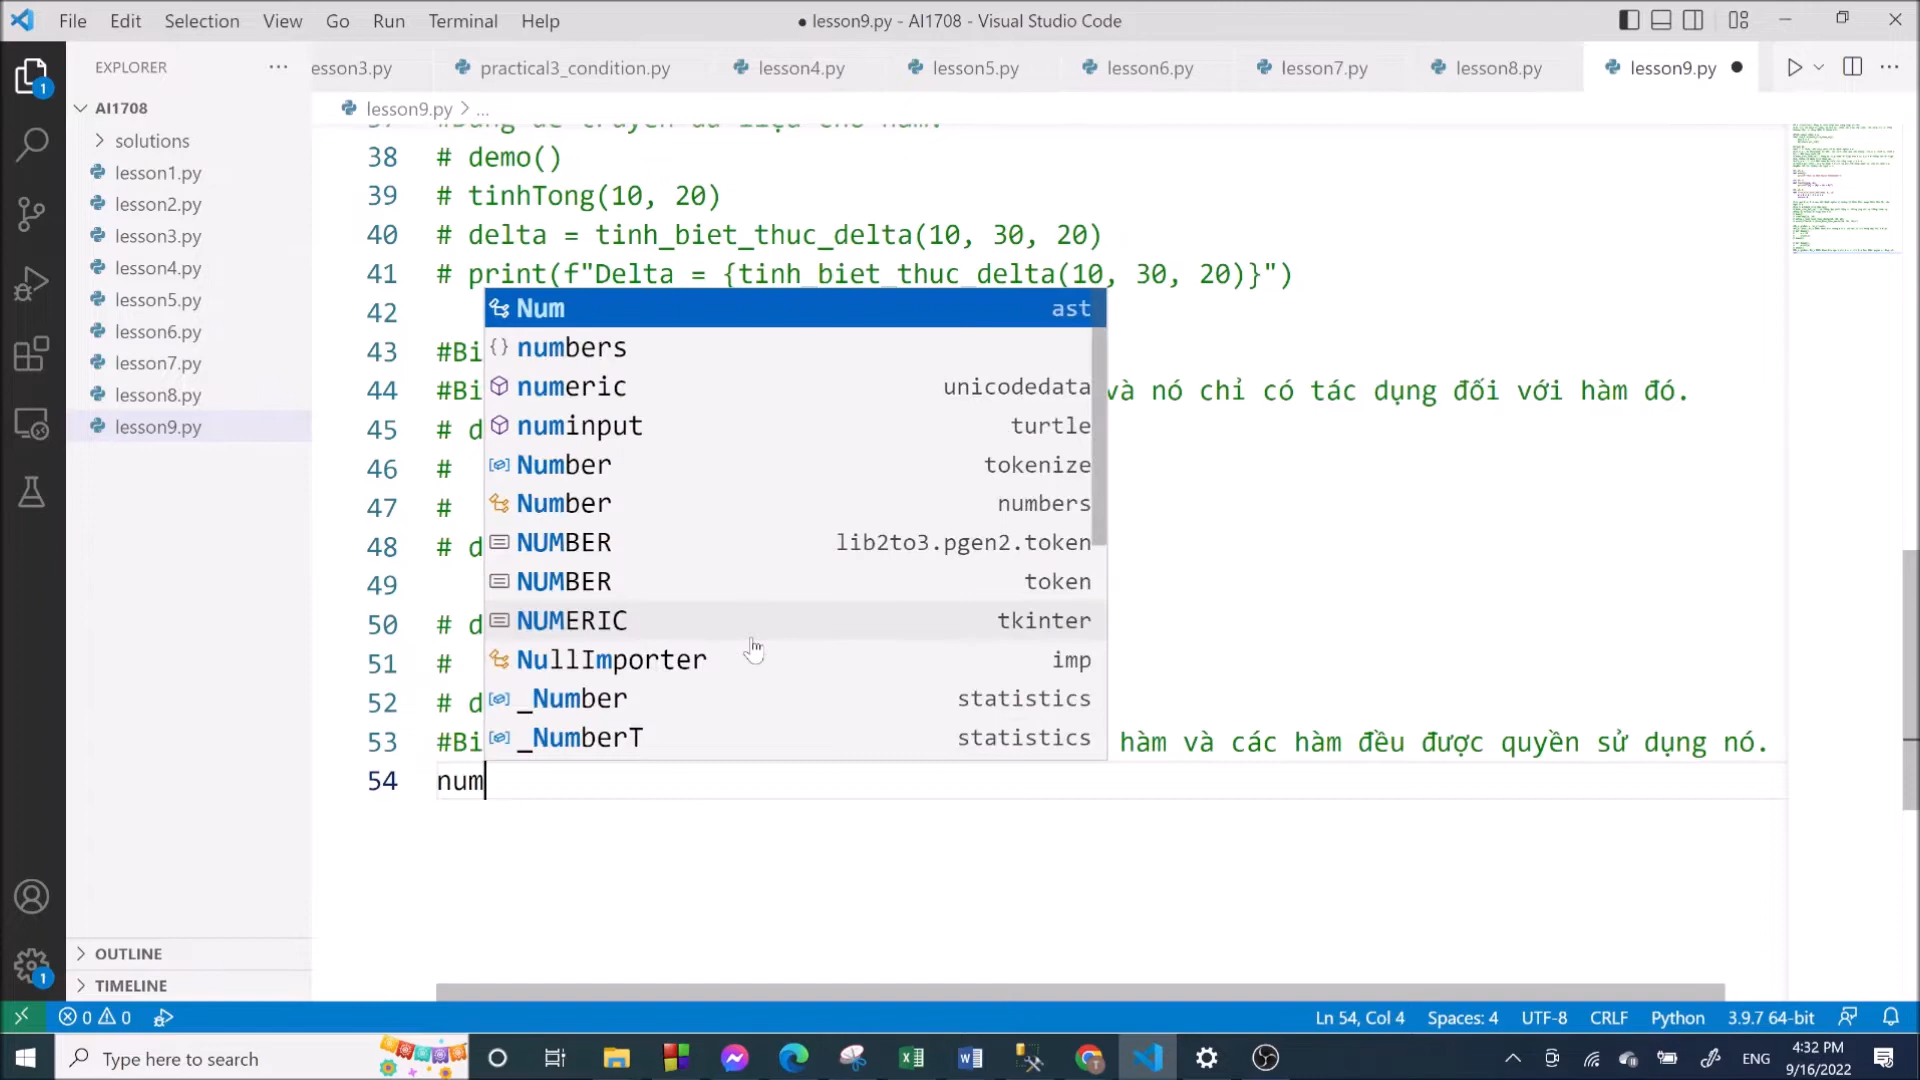 File Edit Selection View Go Run Terminal Help
● lesson9.py - AI1708 - Visual Studio Code
EXPLORER
esson3.py practical3_condition.py lesson4.py lesson5.py lesson6.py lesson7.py lesson8.py lesson9.py
AI1708
solutions
lesson1.py
lesson2.py
lesson3.py
lesson4.py
lesson5.py
lesson6.py
lesson7.py
lesson8.py
lesson9.py
OUTLINE
TIMELINE
lesson9.py > ...
38 # demo()
39 # tinhTong(10, 20)
40 # delta = tinh_biet_thuc_delta(10, 30, 20)
41 # print(f"Delta = {tinh_biet_thuc_delta(10, 30, 20)}")
42
43 #Bi
44 #Bi và nó chỉ có tác dụng đối với hàm đó.
45 # d
46 #
47 #
48 # d
49
50 # d
51 #
52 # d
53 #Bi hàm và các hàm đều được quyền sử dụng nó.
54 num
Num ast
numbers
numeric unicodedata
numinput turtle
Number tokenize
Number numbers
NUMBER lib2to3.pgen2.token
NUMBER token
NUMERIC tkinter
NullImporter imp
_Number statistics
_NumberT statistics
1
1
0 0
Ln 54, Col 4 Spaces: 4 UTF-8 CRLF Python 3.9.7 64-bit
Type here to search
ENG
4:32 PM
9/16/2022